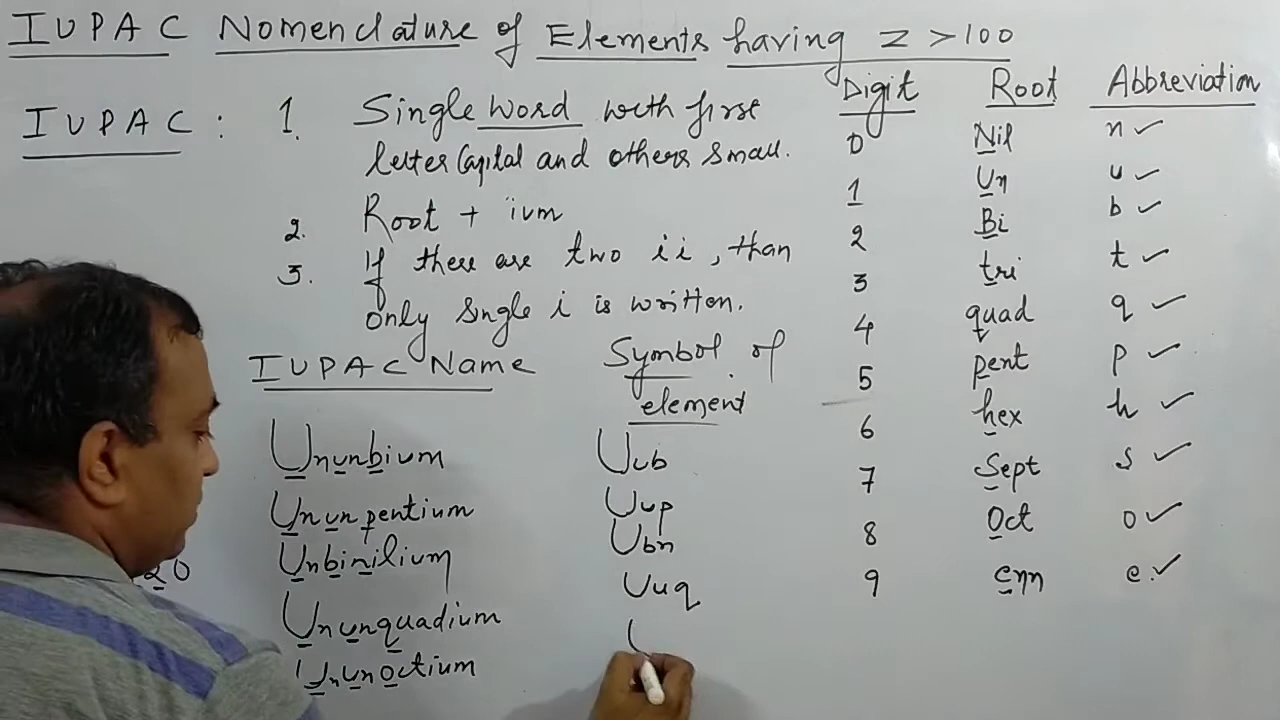 IUPAC Nomenclature of Elements having Z > 100
IUPAC :
1. Single word with first
letter Capital and others small.
2. Root + ium
3. If there are two ii, than
only single i is written.
Digit Root Abbreviation
0 Nil n ✓
1 Un u ✓
2 Bi b ✓
3 tri t ✓
4 quad q ✓
5 pent p ✓
6 hex h ✓
7 Sept s ✓
8 Oct o ✓
9 enn e. ✓
IUPAC Name Symbol of
element
Ununbium Uub
Ununpentium Uup
20 Unbinilium Ubn
Ununquadium Uuq
Ununoctium